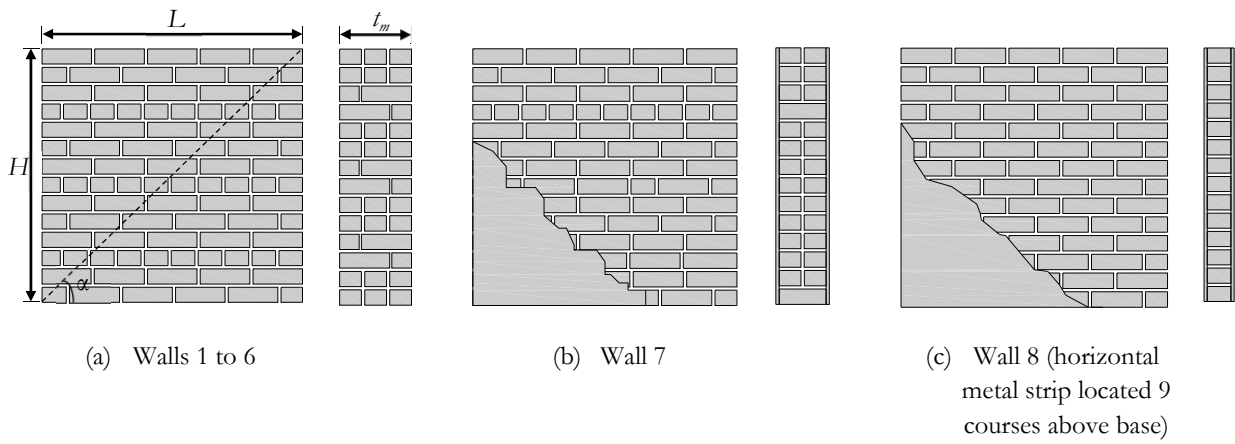 L
t_m
H
α
(a) Walls 1 to 6
(b) Wall 7
(c) Wall 8 (horizontal
metal strip located 9
courses above base)